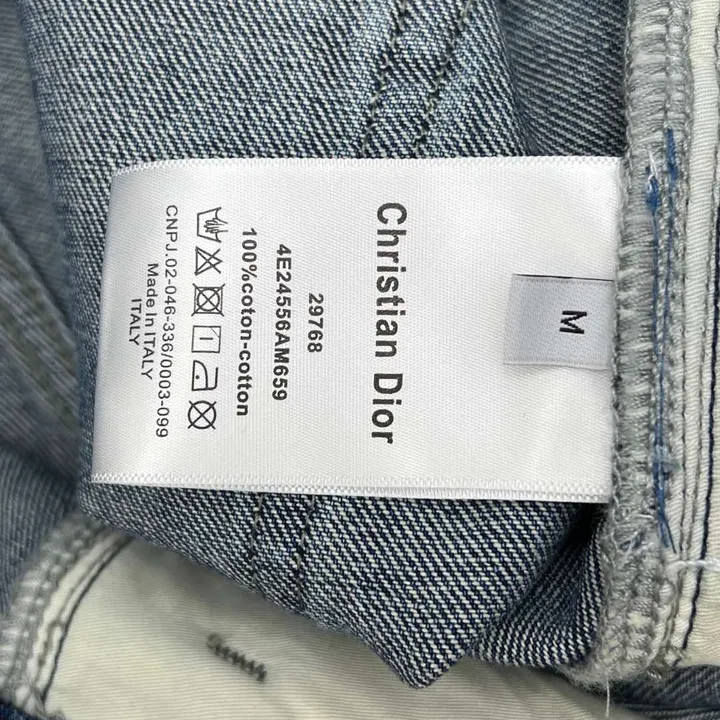 M
Christian Dior
29768
4E24556AM659
100%coton-cotton
CNPJ.02-046-336/0003-099
Made In ITALY
ITALY